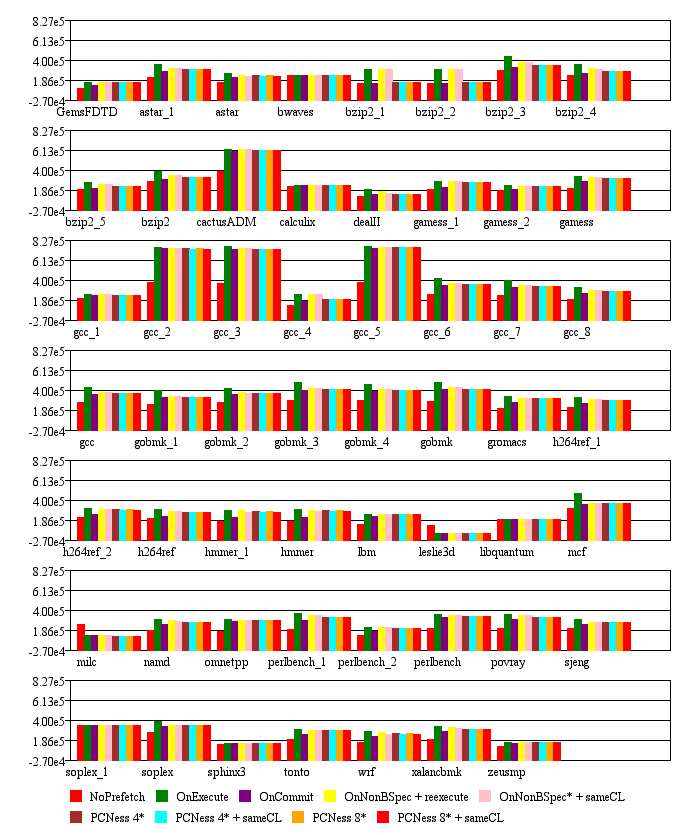 8.27e5
6.13e5
4.00e5
1.86e5
-2.70e4
GemsFDTD astar_1 astar bwaves bzip2_1 bzip2_2 bzip2_3 bzip2_4
8.27e5
6.13e5
4.00e5
1.86e5
-2.70e4
bzip2_5 bzip2 cactusADM calculix dealII gamess_1 gamess_2 gamess
8.27e5
6.13e5
4.00e5
1.86e5
-2.70e4
gcc_1 gcc_2 gcc_3 gcc_4 gcc_5 gcc_6 gcc_7 gcc_8
8.27e5
6.13e5
4.00e5
1.86e5
-2.70e4
gcc gobmk_1 gobmk_2 gobmk_3 gobmk_4 gobmk gromacs h264ref_1
8.27e5
6.13e5
4.00e5
1.86e5
-2.70e4
h264ref_2 h264ref hmmer_1 hmmer lbm leslie3d libquantum mcf
8.27e5
6.13e5
4.00e5
1.86e5
-2.70e4
milc namd omnetpp perlbench_1 perlbench_2 perlbench povray sjeng
8.27e5
6.13e5
4.00e5
1.86e5
-2.70e4
soplex_1 soplex sphinx3 tonto wrf xalancbmk zeusmp
NoPrefetch OnExecute OnCommit OnNonBSpec + reexecute OnNonBSpec* + sameCL
PCNess 4* PCNess 4* + sameCL PCNess 8* PCNess 8* + sameCL